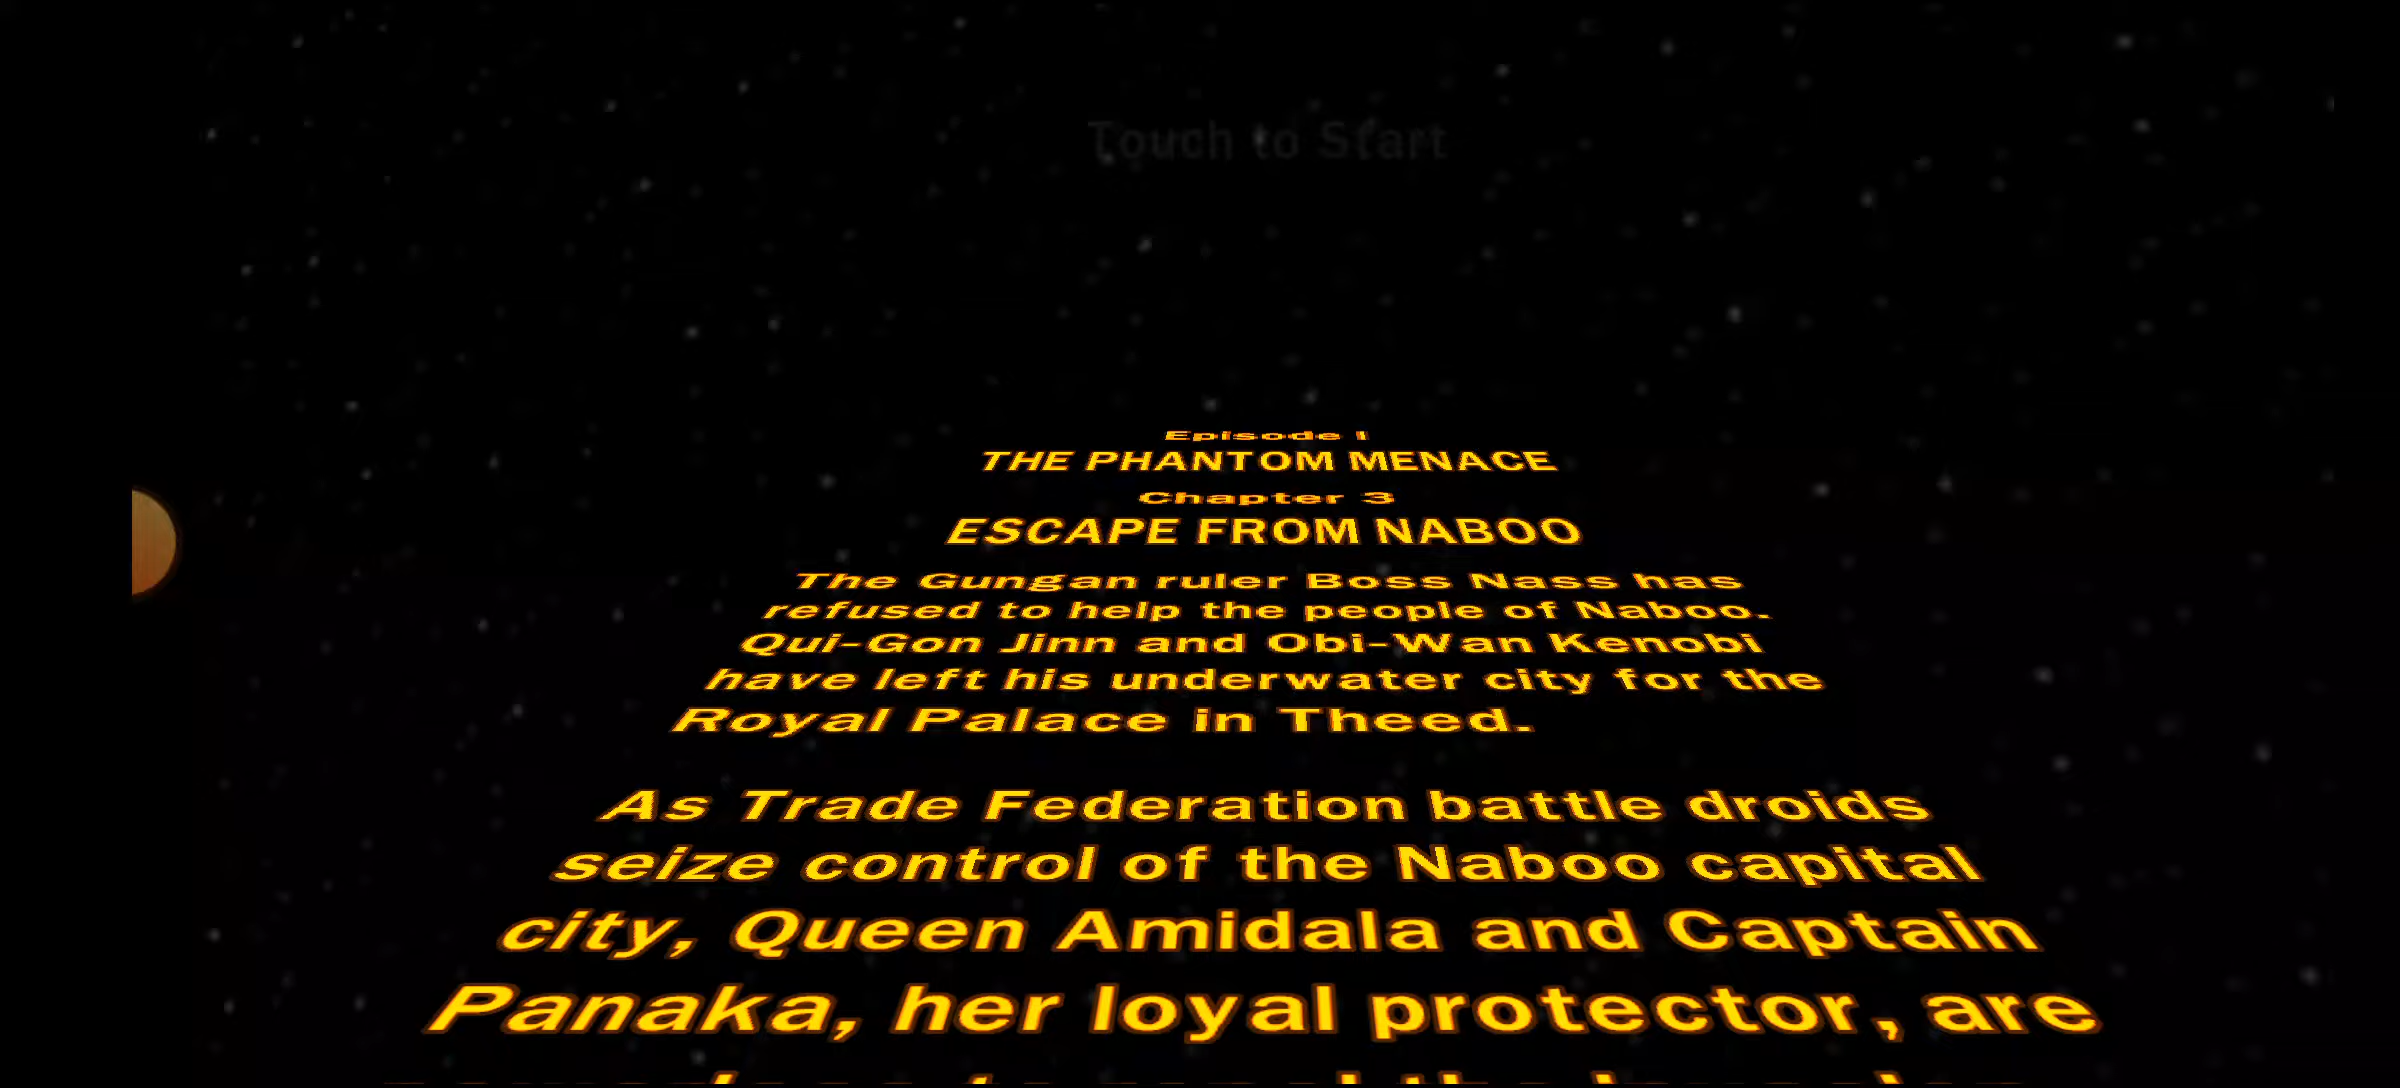 Touch to Start
Episode I
THE PHANTOM MENACE
Chapter 3
ESCAPE FROM NABOO
The Gungan ruler Boss Nass has
refused to help the people of Naboo.
Qui-Gon Jinn and Obi-Wan Kenobi
have left his underwater city for the
Royal Palace in Theed.
As Trade Federation battle droids
seize control of the Naboo capital
city, Queen Amidala and Captain
Panaka, her loyal protector, are